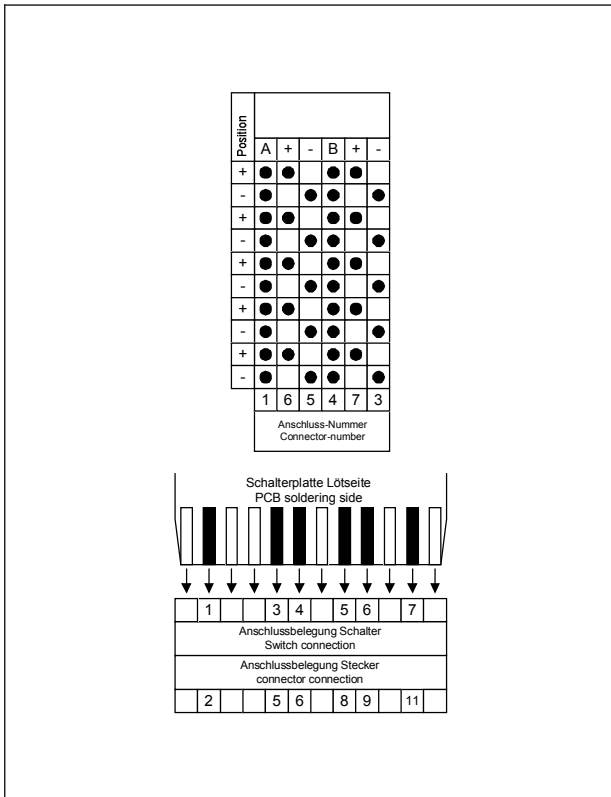 Position
A + - B + -
+
-
+
-
+
-
+
-
+
-
1 6 5 4 7 3
Anschluss-Nummer
Connector-number
Schalterplatte Lötseite
PCB soldering side
1 3 4 5 6 7
Anschlussbelegung Schalter
Switch connection
Anschlussbelegung Stecker
connector connection
2 5 6 8 9 11